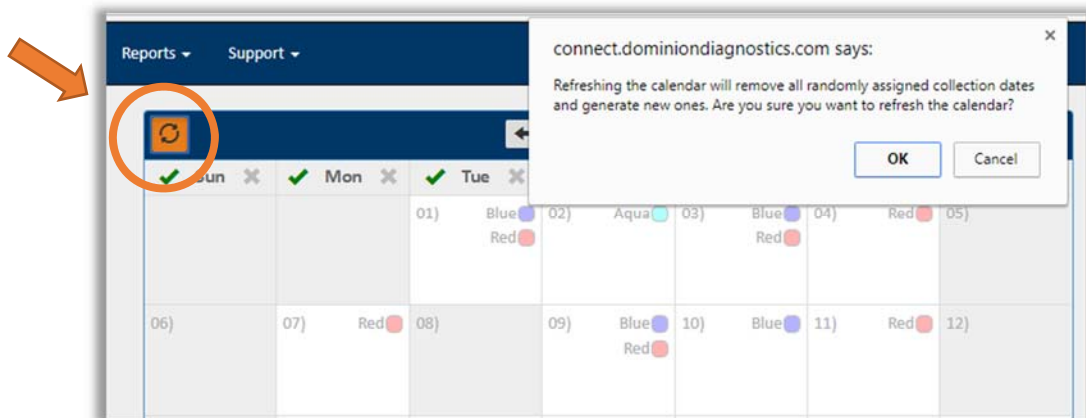 Reports Support
connect.dominiondiagnostics.com says:
Refreshing the calendar will remove all randomly assigned collection dates
and generate new ones. Are you sure you want to refresh the calendar?
OK Cancel
Sun Mon Tue
01) Blue 02) Aqua 03) Blue 04) Red 05)
Red Red
06) 07) Red 08) 09) Blue 10) Blue 11) Red 12)
Red